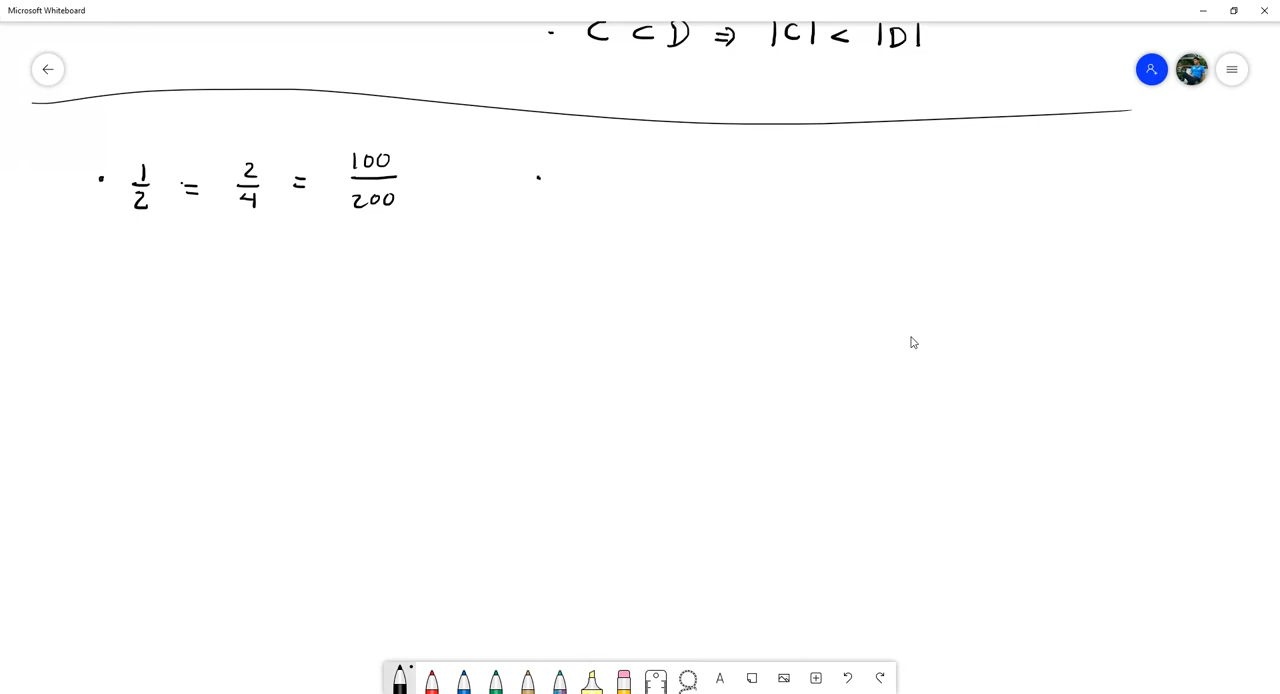 Microsoft Whiteboard
· C ⊂ D ⇒ |C| < |D|
· 1/2 = 2/4 = 100/200 ·
A